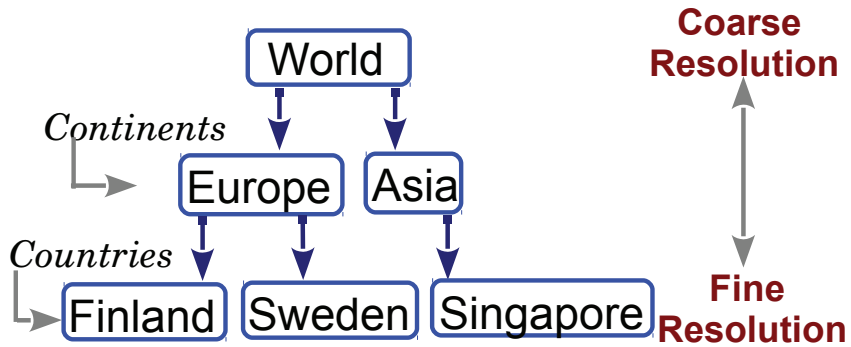 Coarse
Resolution
World
Continents
Europe
Asia
Countries
Finland
Sweden
Singapore
Fine
Resolution